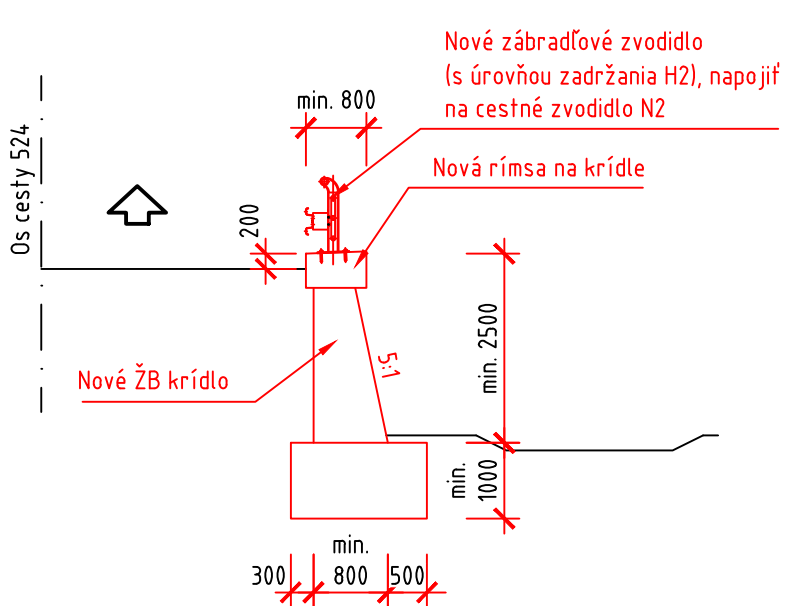 Nové zábradľové zvodidlo
(s úrovňou zadržania H2), napojiť
na cestné zvodidlo N2
min. 800
Nová rímsa na krídle
Os cesty 524
200
min. 2500
5:1
Nové ŽB krídlo
min.
1000
min.
300
800
500